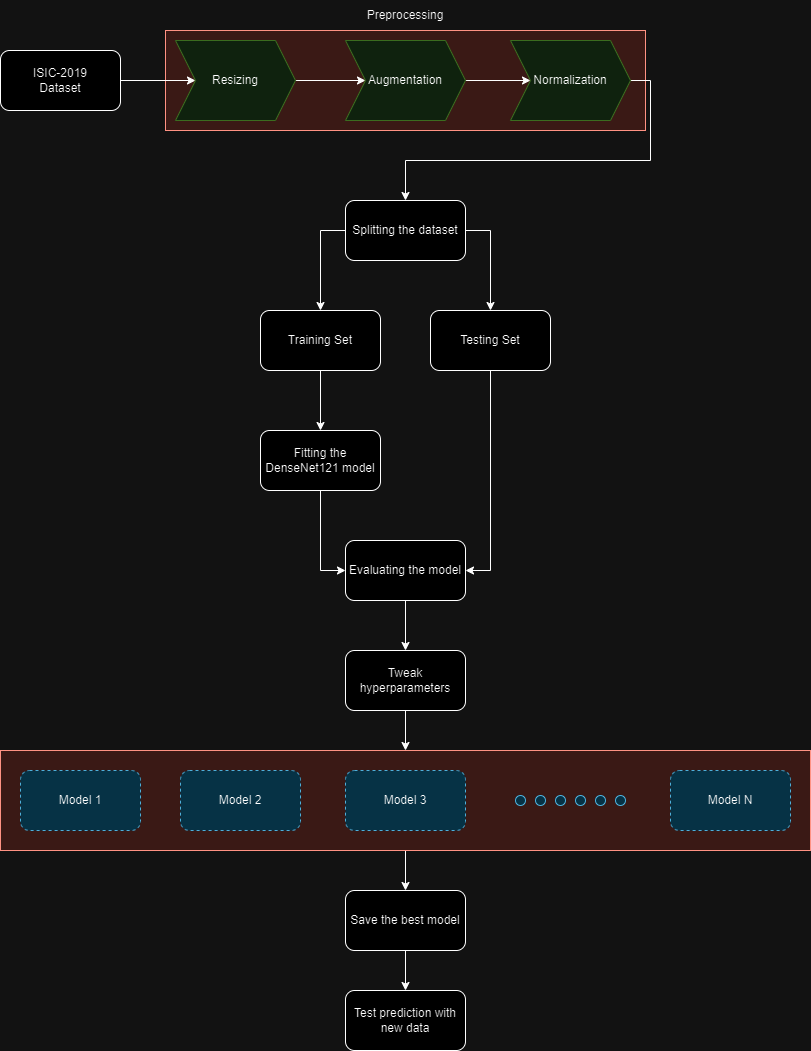 Preprocessing
ISIC-2019
Dataset
Resizing
Augmentation
Normalization
Splitting the dataset
Training Set
Testing Set
Fitting the
DenseNet121 model
Evaluating the model
Tweak
hyperparameters
Model 1
Model 2
Model 3
Model N
Save the best model
Test prediction with
new data